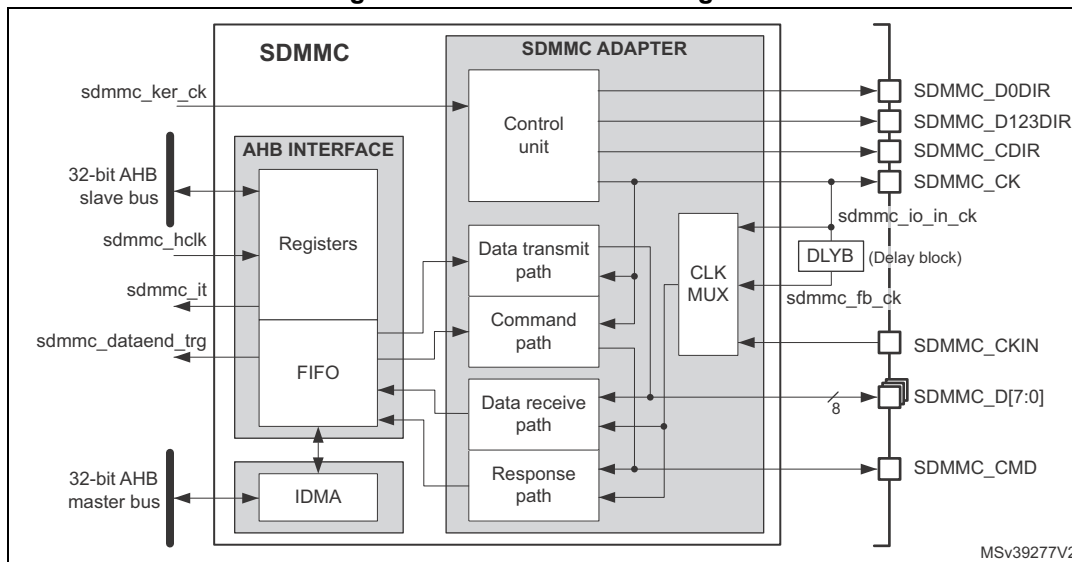 SDMMC
SDMMC ADAPTER
sdmmc_ker_ck
Control
unit
SDMMC_D0DIR
SDMMC_D123DIR
SDMMC_CDIR
SDMMC_CK
AHB INTERFACE
32-bit AHB
slave bus
Registers
sdmmc_hclk
sdmmc_it
sdmmc_dataend_trg
FIFO
Data transmit
path
Command
path
Data receive
path
Response
path
CLK
MUX
sdmmc_io_in_ck
DLYB
(Delay block)
sdmmc_fb_ck
SDMMC_CKIN
SDMMC_D[7:0]
8
SDMMC_CMD
32-bit AHB
master bus
IDMA
MSv39277V2